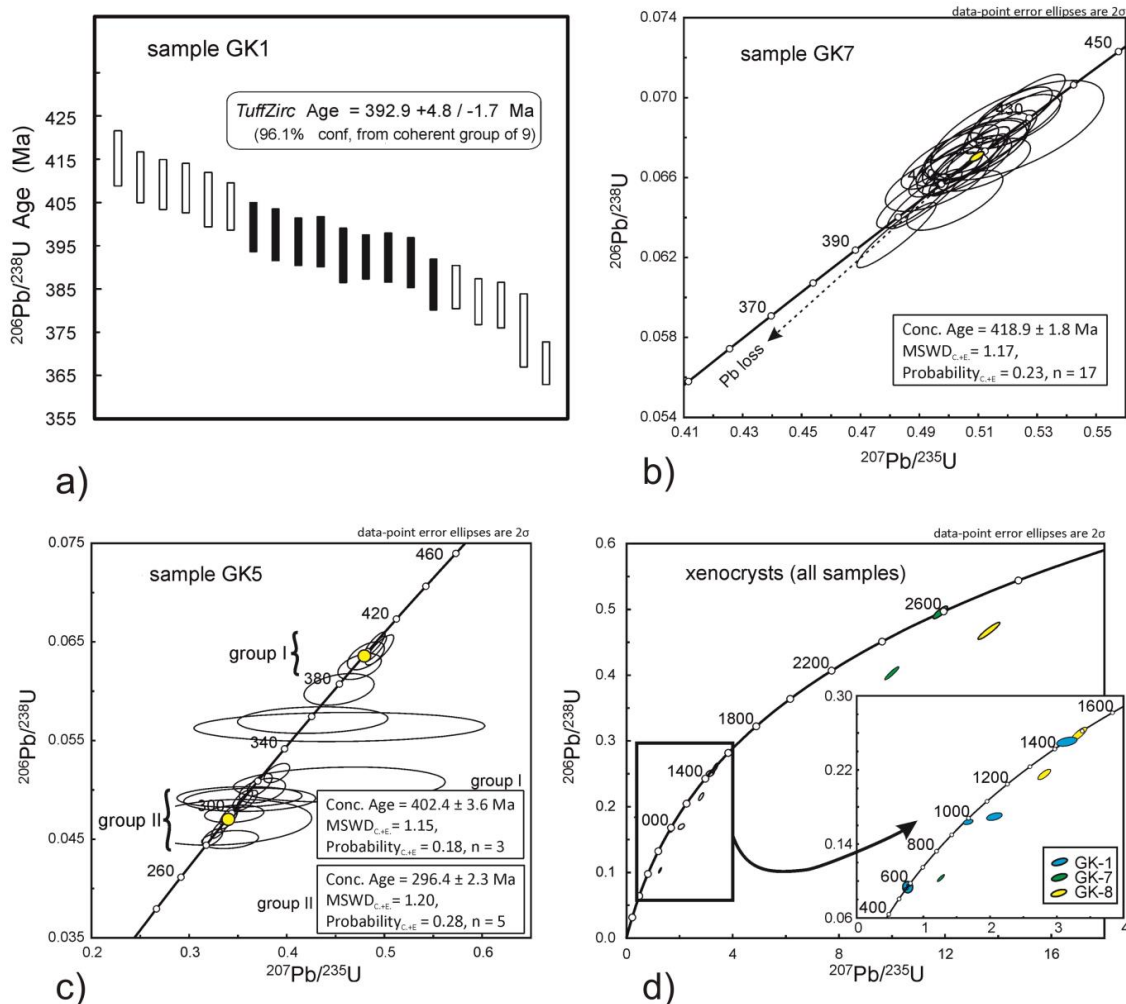 sample GK1
TuffZirc Age = 392.9 +4.8 / -1.7 Ma
(96.1% conf, from coherent group of 9)
206Pb/238U Age (Ma)
425
415
405
395
385
375
365
355
a)
data-point error ellipses are 2σ
sample GK7
0.074
0.070
0.066
0.062
0.058
0.054
206Pb/238U
450
430
390
370
Pb loss
Conc. Age = 418.9 ± 1.8 Ma
MSWD C.+E. = 1.17,
Probability C.+E = 0.23, n = 17
0.41
0.43
0.45
0.47
0.49
0.51
0.53
0.55
207Pb/235U
b)
data-point error ellipses are 2σ
sample GK5
0.075
0.065
0.055
0.045
0.035
206Pb/238U
460
420
380
340
300
260
group I
group II
group I
Conc. Age = 402.4 ± 3.6 Ma
MSWD C.+E. = 1.15,
Probability C.+E = 0.18, n = 3
group II
Conc. Age = 296.4 ± 2.3 Ma
MSWD C.+E. = 1.20,
Probability C.+E = 0.28, n = 5
0.2
0.3
0.4
0.5
0.6
207Pb/235U
c)
data-point error ellipses are 2σ
xenocrysts (all samples)
0.6
0.5
0.4
0.3
0.2
0.1
0.0
206Pb/238U
2600
2200
1800
1400
000
0.30
0.24
0.18
0.12
0.06
1600
1400
1200
1000
800
600
400
GK-1
GK-7
GK-8
0
1
2
3
4
0
4
8
12
16
207Pb/235U
d)